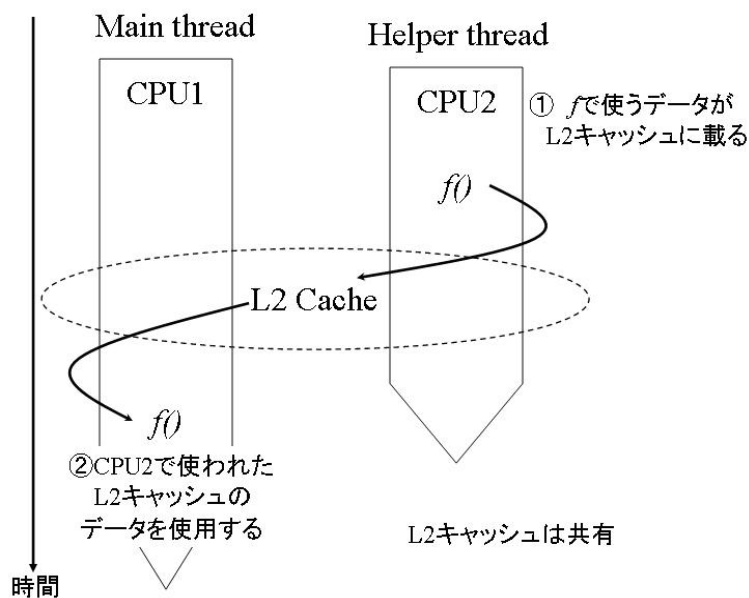 Main thread
Helper thread
CPU1
CPU2
① fで使うデータが
L2キャッシュに載る
f()
L2 Cache
f()
②CPU2で使われた
L2キャッシュの
データを使用する
L2キャッシュは共有
時間